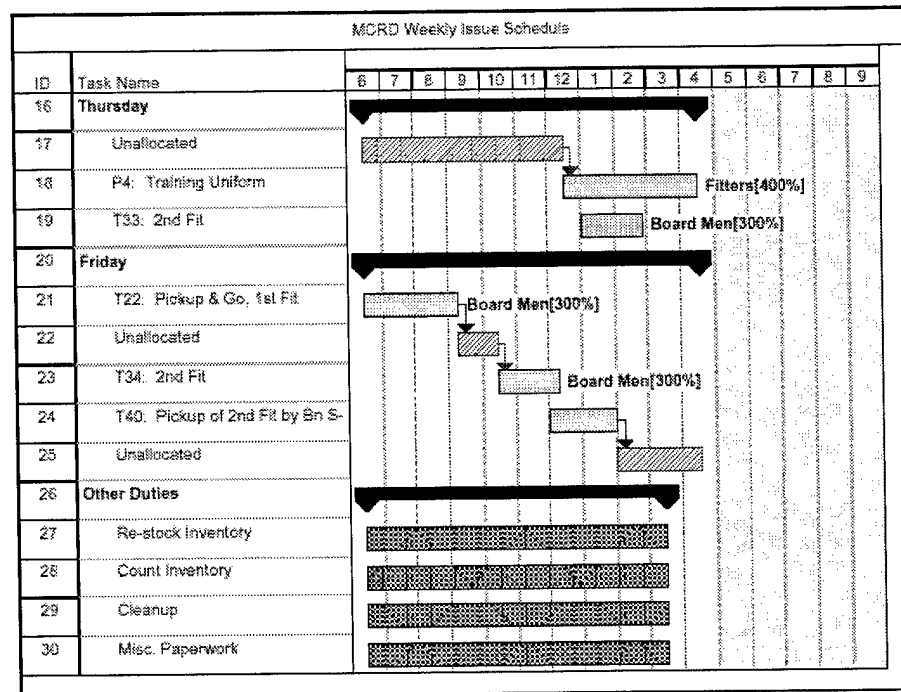 MCRD Weekly Issue Schedule
ID Task Name 6 7 8 9 10 11 12 1 2 3 4 5 6 7 8 9
16 Thursday
17 Unallocated
18 P4: Training Uniform Fitters[400%]
19 T33: 2nd Fit Board Men[300%]
20 Friday
21 T22: Pickup & Go, 1st Fit Board Men[300%]
22 Unallocated
23 T34: 2nd Fit Board Men[300%]
24 T40: Pickup of 2nd Fit by Bn S-
25 Unallocated
26 Other Duties
27 Re-stock Inventory
28 Count Inventory
29 Cleanup
30 Misc. Paperwork